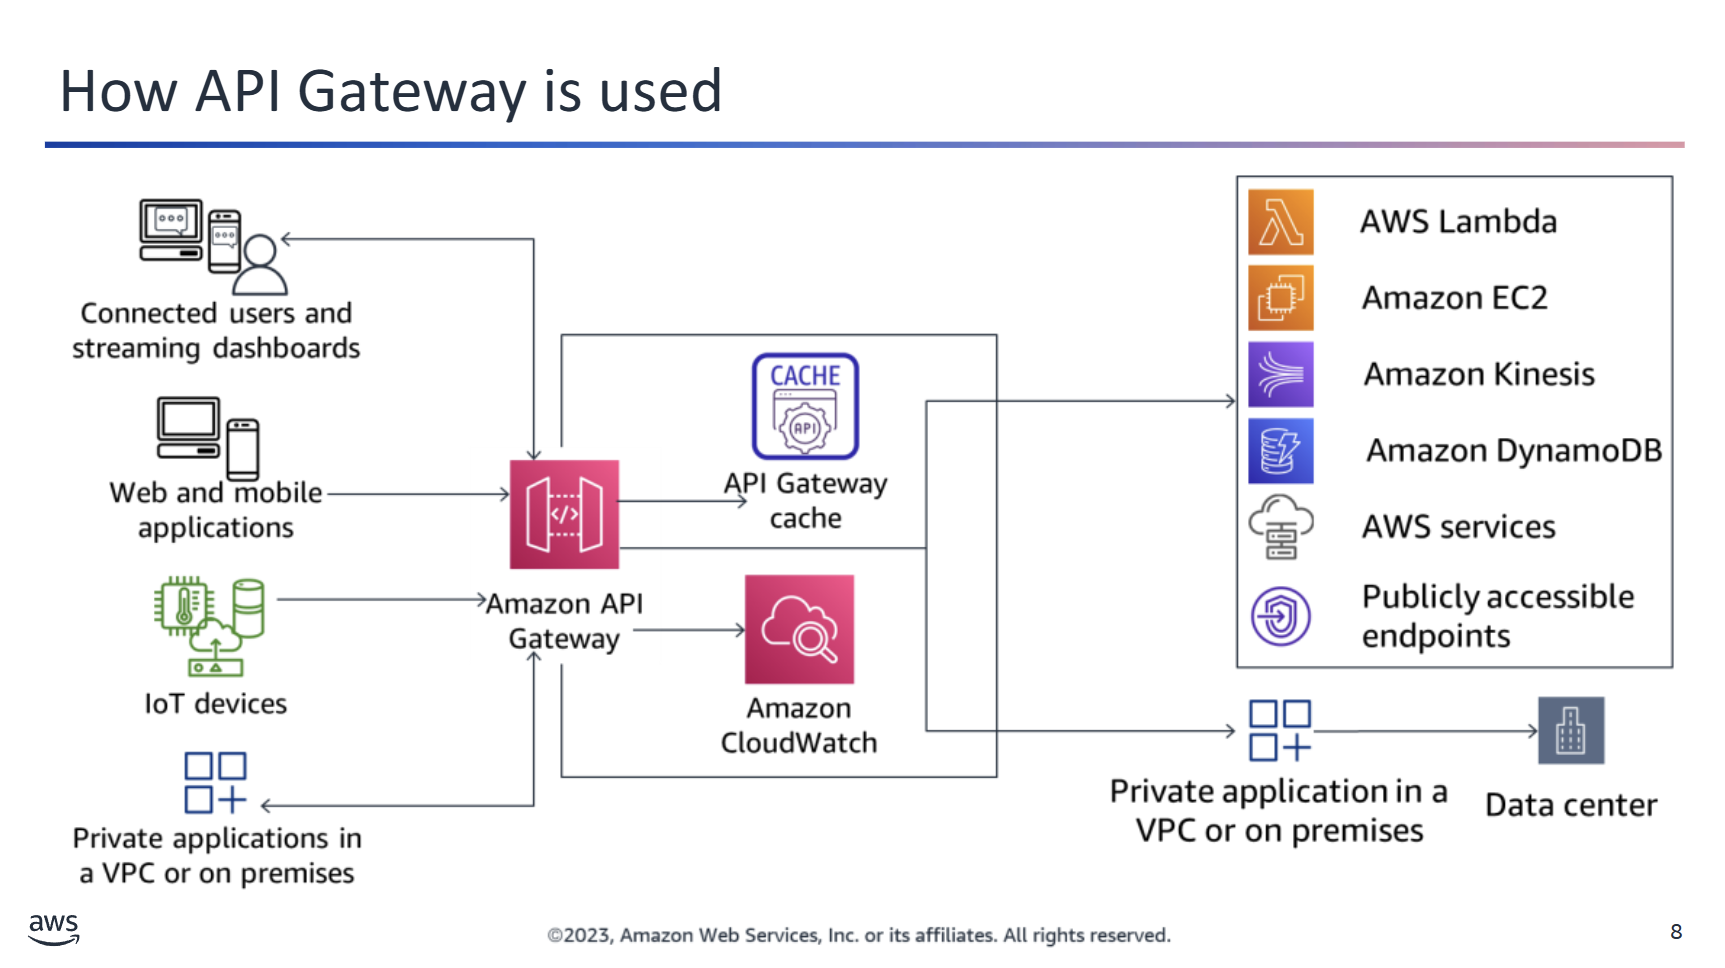 How API Gateway is used
Connected users and
streaming dashboards
Web and mobile
applications
IoT devices
Private applications in
a VPC or on premises
Amazon API
Gateway
CACHE
API
API Gateway
cache
Amazon
CloudWatch
AWS Lambda
Amazon EC2
Amazon Kinesis
Amazon DynamoDB
AWS services
Publicly accessible
endpoints
Private application in a
VPC or on premises
Data center
aws
©2023, Amazon Web Services, Inc. or its affiliates. All rights reserved.
8